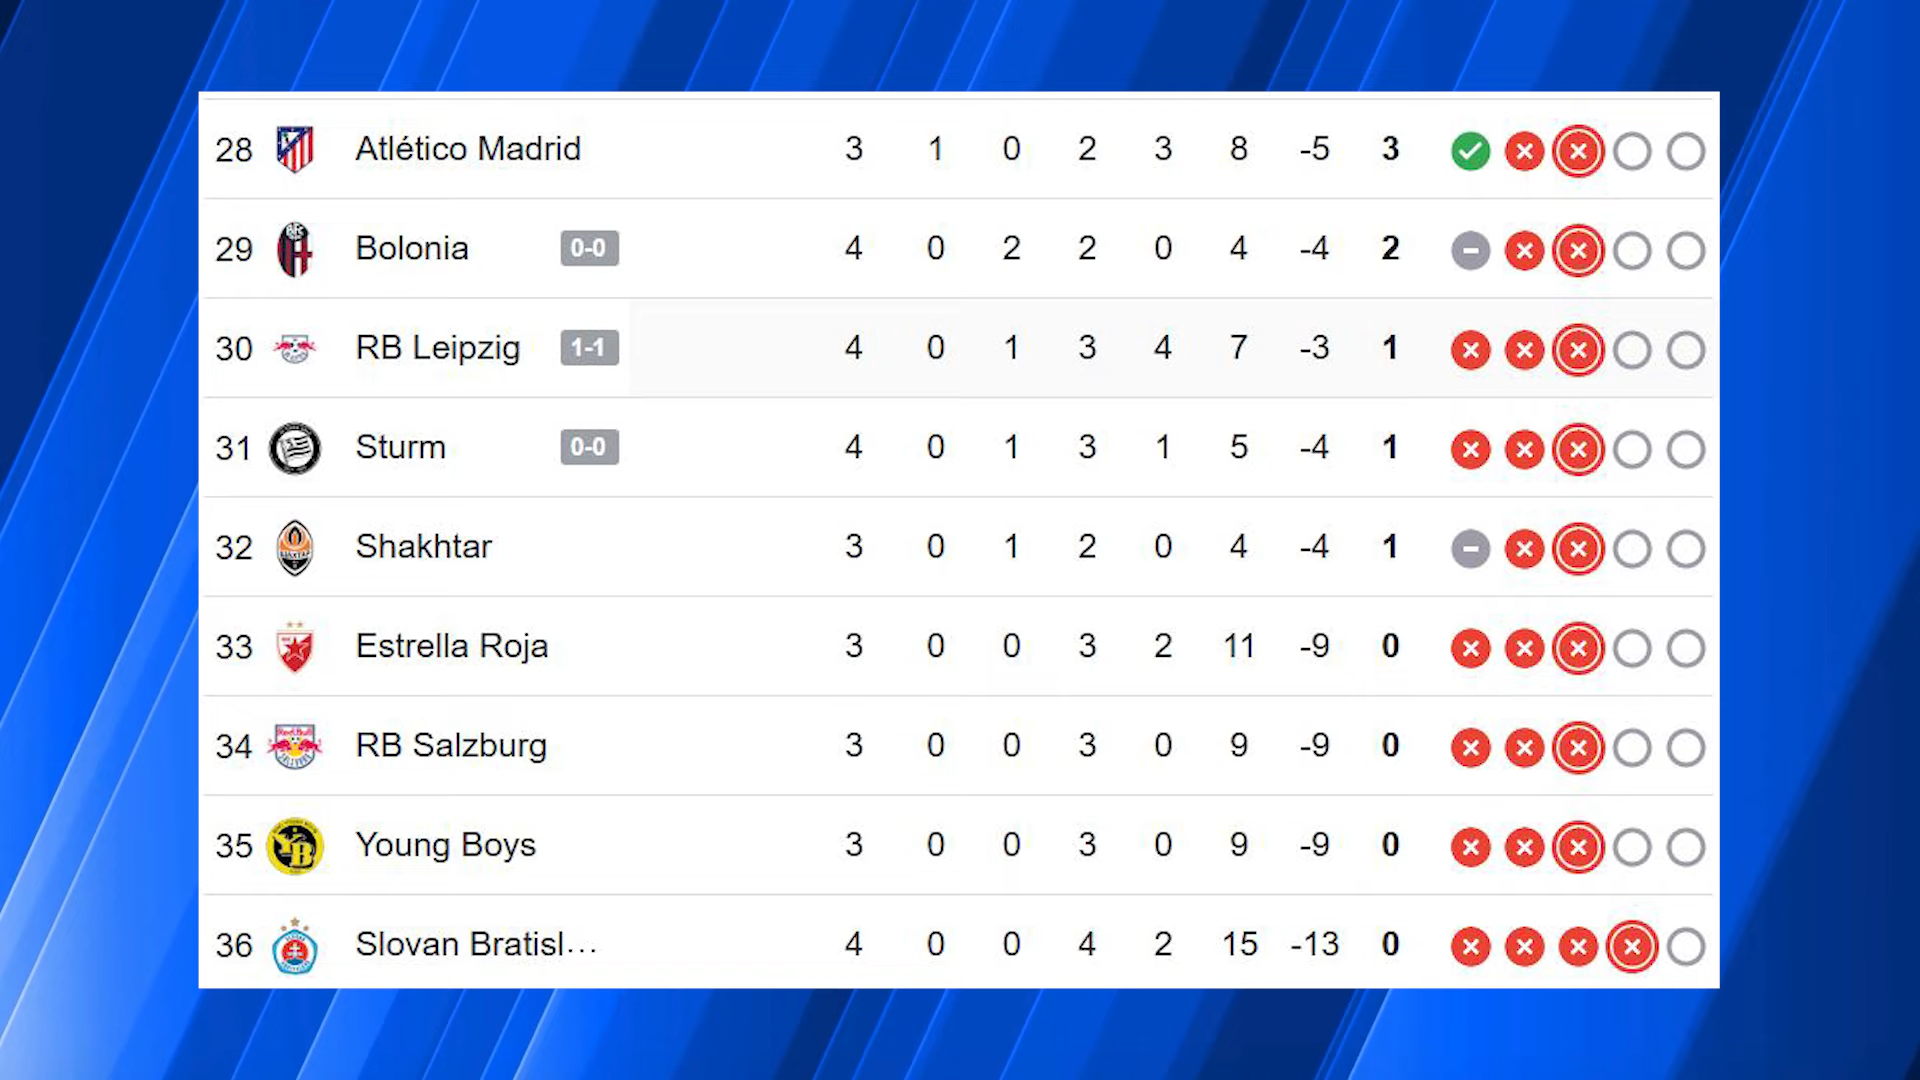 28 Atlético Madrid 3 1 0 2 3 8 -5 3
29 Bolonia 0-0 4 0 2 2 0 4 -4 2
30 RB Leipzig 1-1 4 0 1 3 4 7 -3 1
31 Sturm 0-0 4 0 1 3 1 5 -4 1
32 Shakhtar 3 0 1 2 0 4 -4 1
33 Estrella Roja 3 0 0 3 2 11 -9 0
34 RB Salzburg 3 0 0 3 0 9 -9 0
35 Young Boys 3 0 0 3 0 9 -9 0
36 Slovan Bratisl... 4 0 0 4 2 15 -13 0